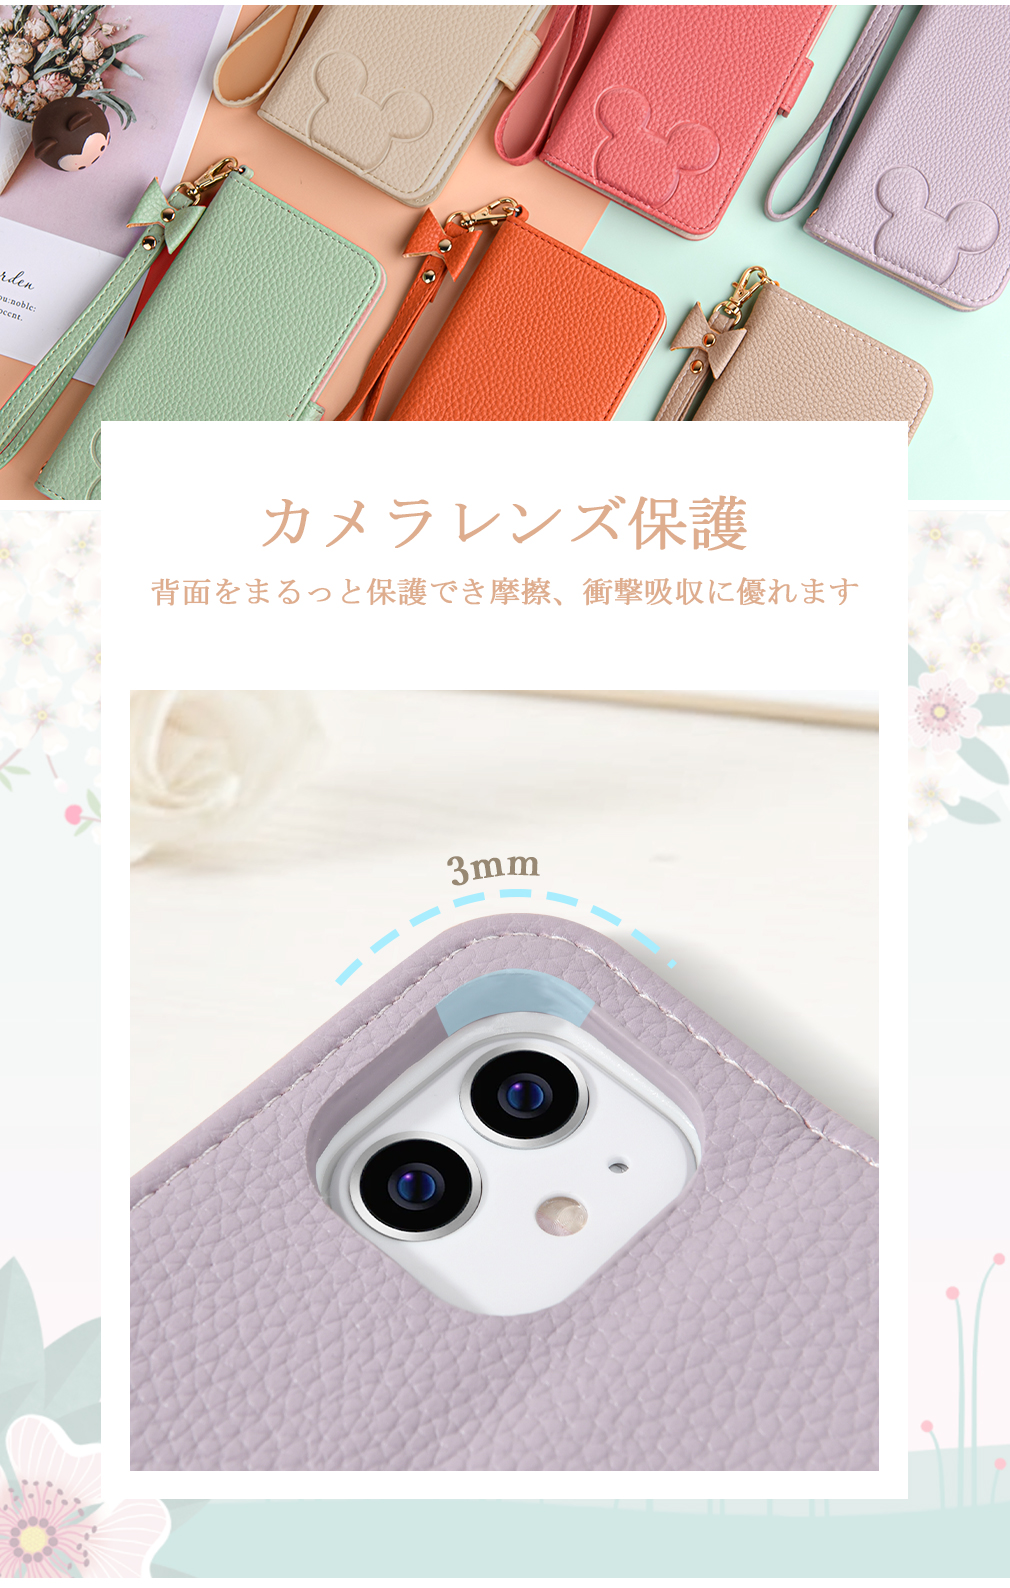 rden
ou:noble:
ocent.
カメラレンズ保護
背面をまるっと保護でき摩擦、衝撃吸収に優れます
3mm